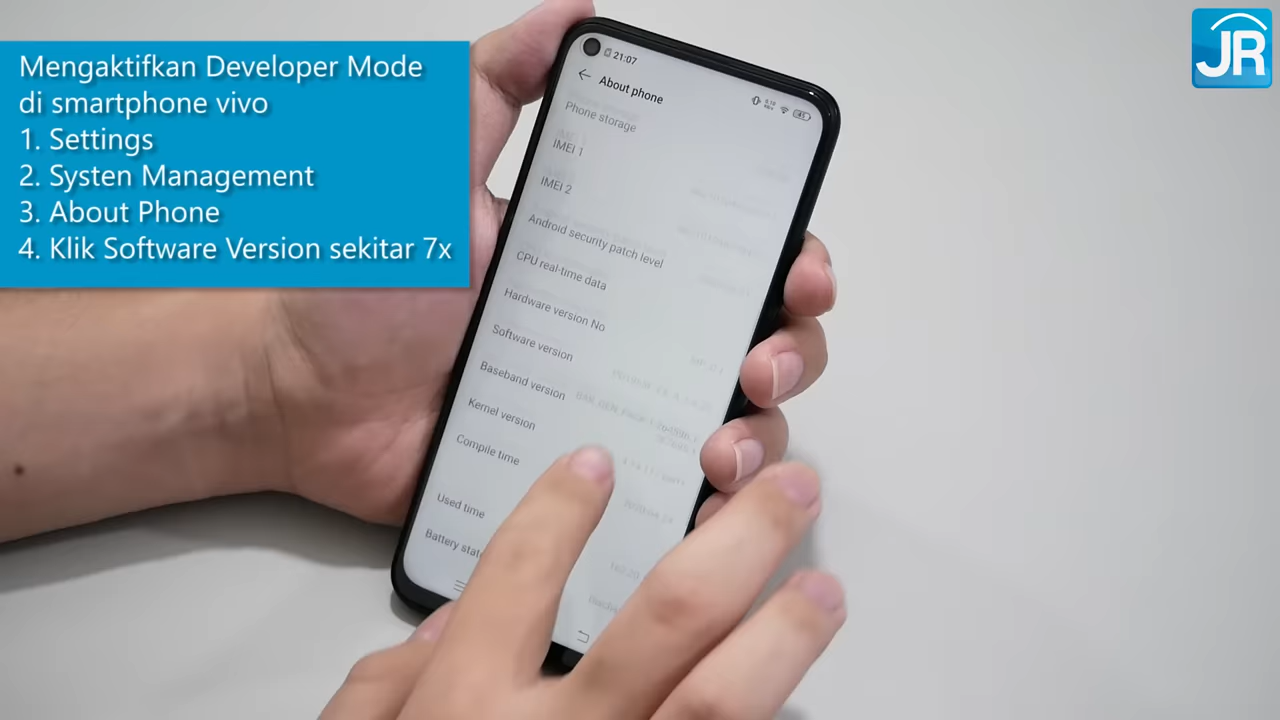 Mengaktifkan Developer Mode
di smartphone vivo
1. Settings
2. Systen Management
3. About Phone
4. Klik Software Version sekitar 7x
JR
21:07
About phone
Phone storage
IMEI 1
IMEI 2
Android security patch level
CPU real-time data
Hardware version No
Software version
Baseband version
Kernel version
Compile time
Used time
Battery